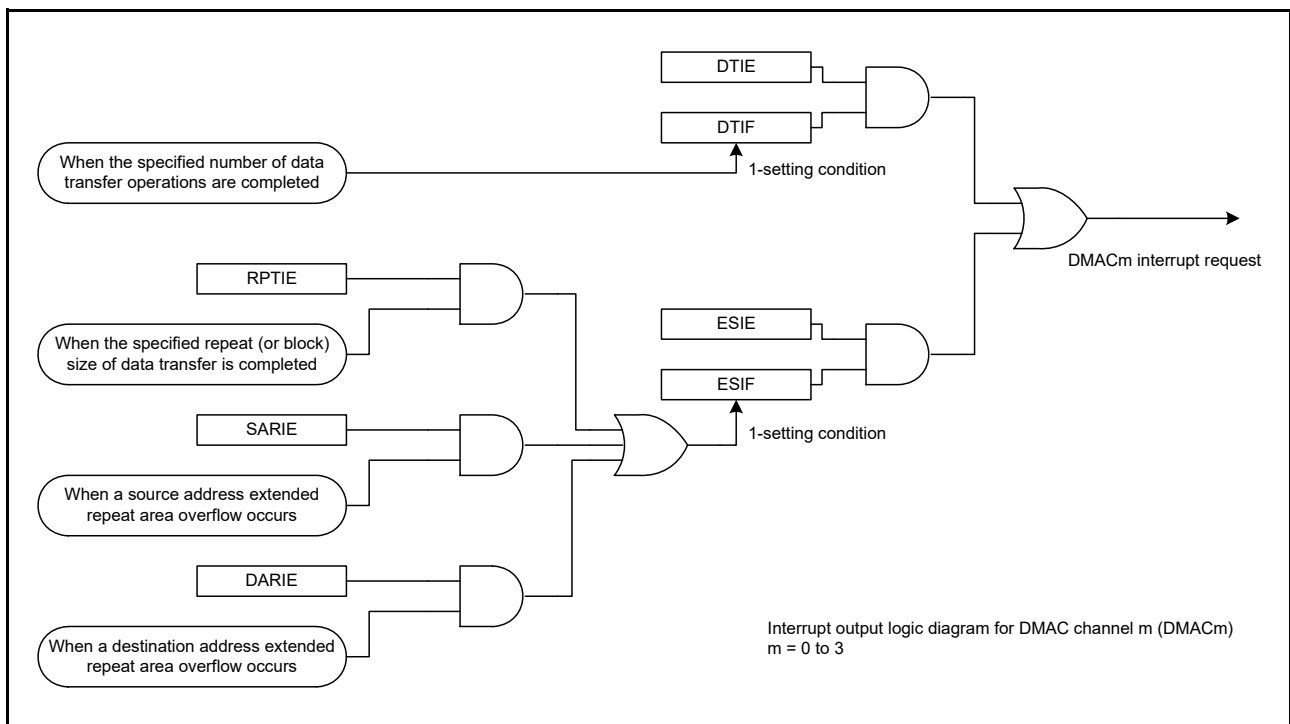 DTIE
DTIF
When the specified number of data
transfer operations are completed
1-setting condition
DMACm interrupt request
RPTIE
When the specified repeat (or block)
size of data transfer is completed
ESIE
ESIF
1-setting condition
SARIE
When a source address extended
repeat area overflow occurs
DARIE
When a destination address extended
repeat area overflow occurs
Interrupt output logic diagram for DMAC channel m (DMACm)
m = 0 to 3